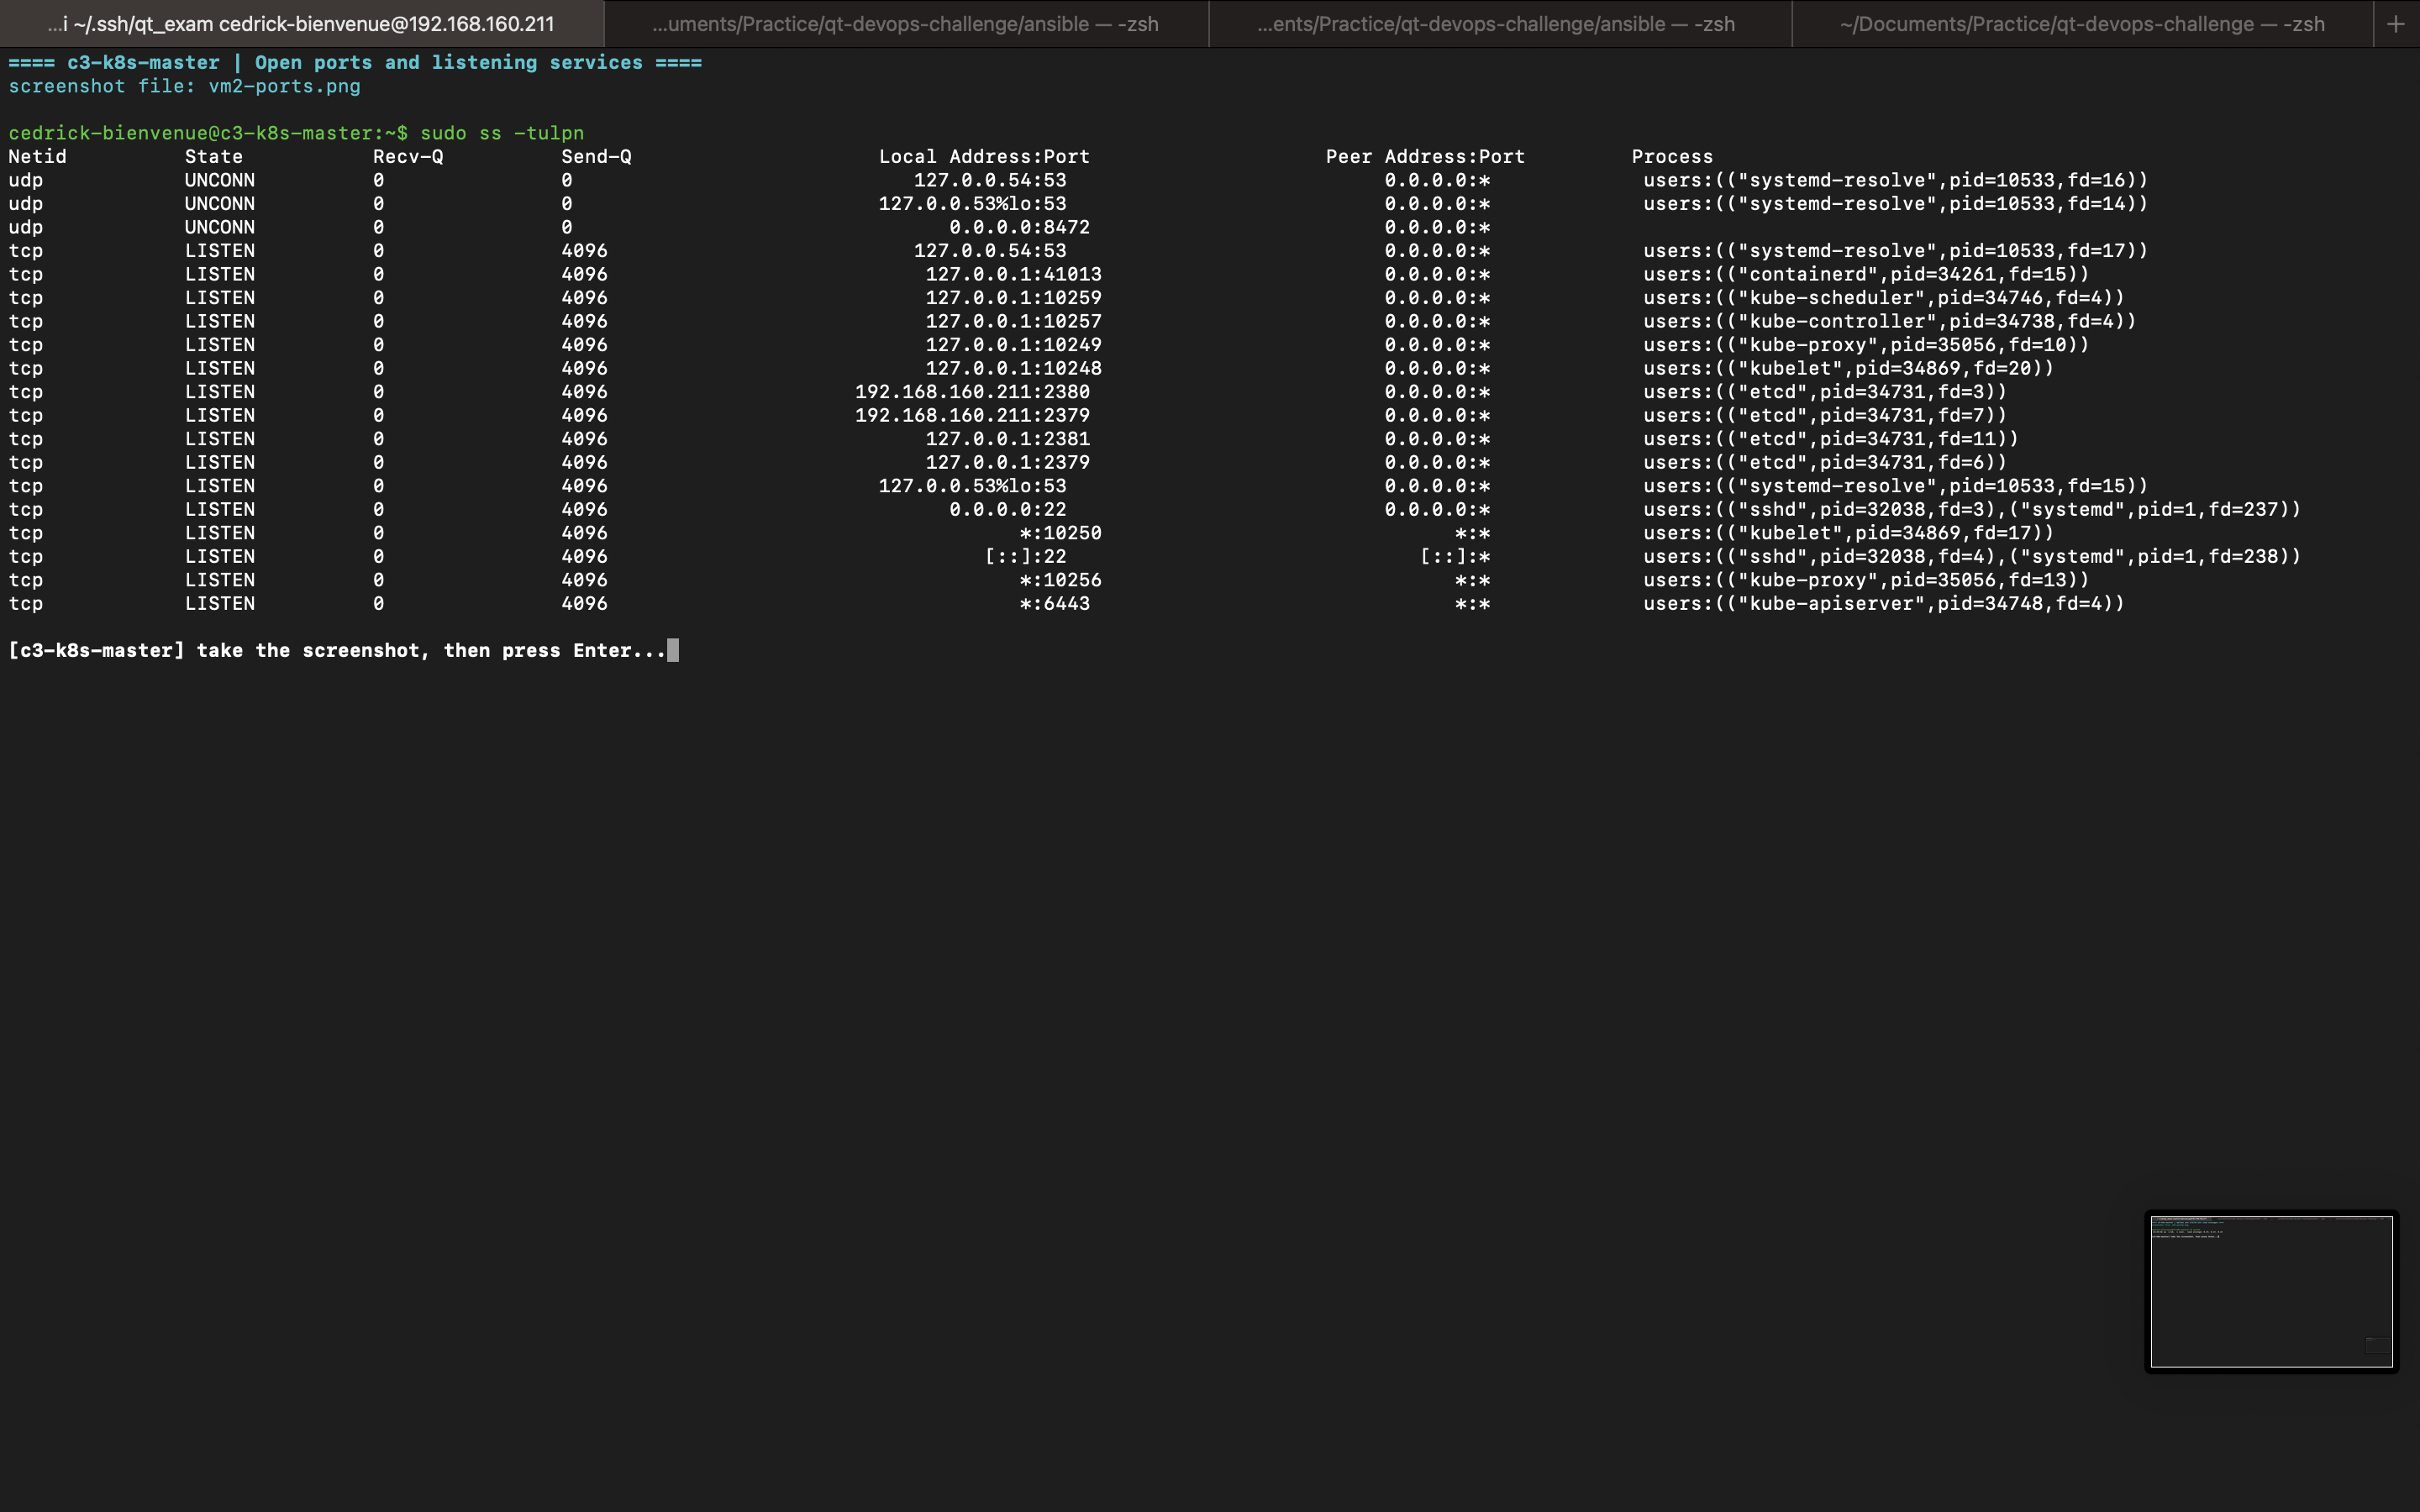 ...i ~/.ssh/qt_exam cedrick-bienvenue@192.168.160.211 ...uments/Practice/qt-devops-challenge/ansible — -zsh ...ents/Practice/qt-devops-challenge/ansible — -zsh ~/Documents/Practice/qt-devops-challenge — -zsh +
==== c3-k8s-master | Open ports and listening services ====
screenshot file: vm2-ports.png
cedrick-bienvenue@c3-k8s-master:~$ sudo ss -tulpn
Netid State Recv-Q Send-Q Local Address:Port Peer Address:Port Process
udp UNCONN 0 0 127.0.0.54:53 0.0.0.0:* users:(("systemd-resolve",pid=10533,fd=16))
udp UNCONN 0 0 127.0.0.53%lo:53 0.0.0.0:* users:(("systemd-resolve",pid=10533,fd=14))
udp UNCONN 0 0 0.0.0.0:8472 0.0.0.0:*
tcp LISTEN 0 4096 127.0.0.54:53 0.0.0.0:* users:(("systemd-resolve",pid=10533,fd=17))
tcp LISTEN 0 4096 127.0.0.1:41013 0.0.0.0:* users:(("containerd",pid=34261,fd=15))
tcp LISTEN 0 4096 127.0.0.1:10259 0.0.0.0:* users:(("kube-scheduler",pid=34746,fd=4))
tcp LISTEN 0 4096 127.0.0.1:10257 0.0.0.0:* users:(("kube-controller",pid=34738,fd=4))
tcp LISTEN 0 4096 127.0.0.1:10249 0.0.0.0:* users:(("kube-proxy",pid=35056,fd=10))
tcp LISTEN 0 4096 127.0.0.1:10248 0.0.0.0:* users:(("kubelet",pid=34869,fd=20))
tcp LISTEN 0 4096 192.168.160.211:2380 0.0.0.0:* users:(("etcd",pid=34731,fd=3))
tcp LISTEN 0 4096 192.168.160.211:2379 0.0.0.0:* users:(("etcd",pid=34731,fd=7))
tcp LISTEN 0 4096 127.0.0.1:2381 0.0.0.0:* users:(("etcd",pid=34731,fd=11))
tcp LISTEN 0 4096 127.0.0.1:2379 0.0.0.0:* users:(("etcd",pid=34731,fd=6))
tcp LISTEN 0 4096 127.0.0.53%lo:53 0.0.0.0:* users:(("systemd-resolve",pid=10533,fd=15))
tcp LISTEN 0 4096 0.0.0.0:22 0.0.0.0:* users:(("sshd",pid=32038,fd=3),("systemd",pid=1,fd=237))
tcp LISTEN 0 4096 *:10250 *:* users:(("kubelet",pid=34869,fd=17))
tcp LISTEN 0 4096 [::]:22 [::]:* users:(("sshd",pid=32038,fd=4),("systemd",pid=1,fd=238))
tcp LISTEN 0 4096 *:10256 *:* users:(("kube-proxy",pid=35056,fd=13))
tcp LISTEN 0 4096 *:6443 *:* users:(("kube-apiserver",pid=34748,fd=4))
[c3-k8s-master] take the screenshot, then press Enter...